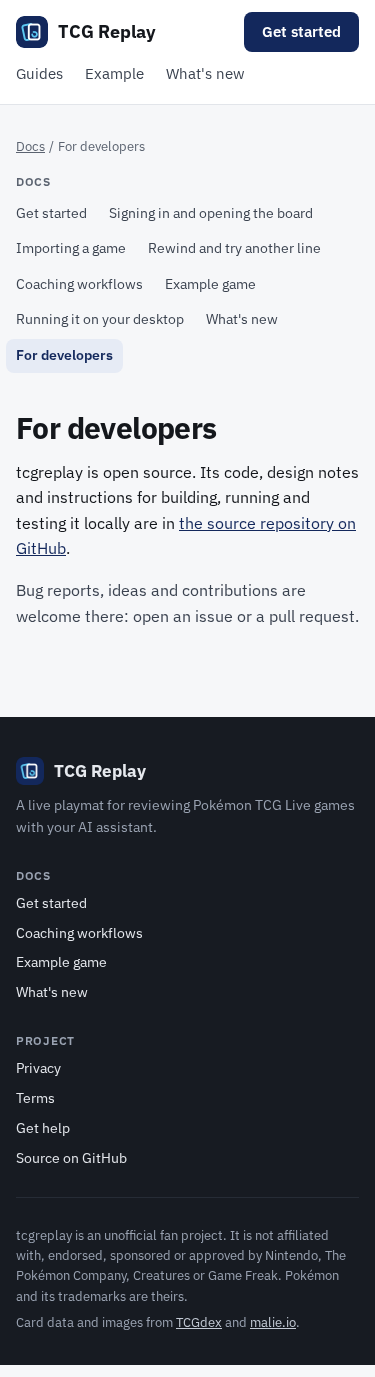 TCG Replay
Get started
Guides Example What's new
Docs / For developers
DOCS
Get started Signing in and opening the board
Importing a game Rewind and try another line
Coaching workflows Example game
Running it on your desktop What's new
For developers
For developers
tcgreplay is open source. Its code, design notes
and instructions for building, running and
testing it locally are in the source repository on
GitHub.
Bug reports, ideas and contributions are
welcome there: open an issue or a pull request.
TCG Replay
A live playmat for reviewing Pokémon TCG Live games
with your AI assistant.
DOCS
Get started
Coaching workflows
Example game
What's new
PROJECT
Privacy
Terms
Get help
Source on GitHub
tcgreplay is an unofficial fan project. It is not affiliated
with, endorsed, sponsored or approved by Nintendo, The
Pokémon Company, Creatures or Game Freak. Pokémon
and its trademarks are theirs.
Card data and images from TCGdex and malie.io.